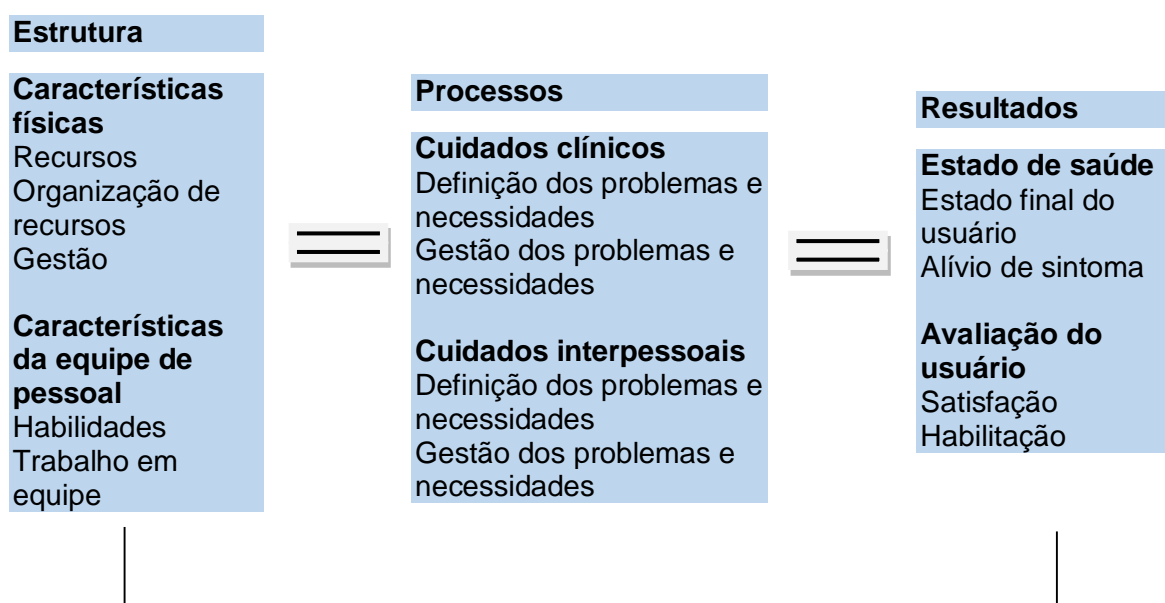 Estrutura
Características
físicas
Recursos
Organização de
recursos
Gestão
Características
da equipe de
pessoal
Habilidades
Trabalho em
equipe
Processos
Cuidados clínicos
Definição dos problemas e
necessidades
Gestão dos problemas e
necessidades
Cuidados interpessoais
Definição dos problemas e
necessidades
Gestão dos problemas e
necessidades
Resultados
Estado de saúde
Estado final do
usuário
Alívio de sintoma
Avaliação do
usuário
Satisfação
Habilitação